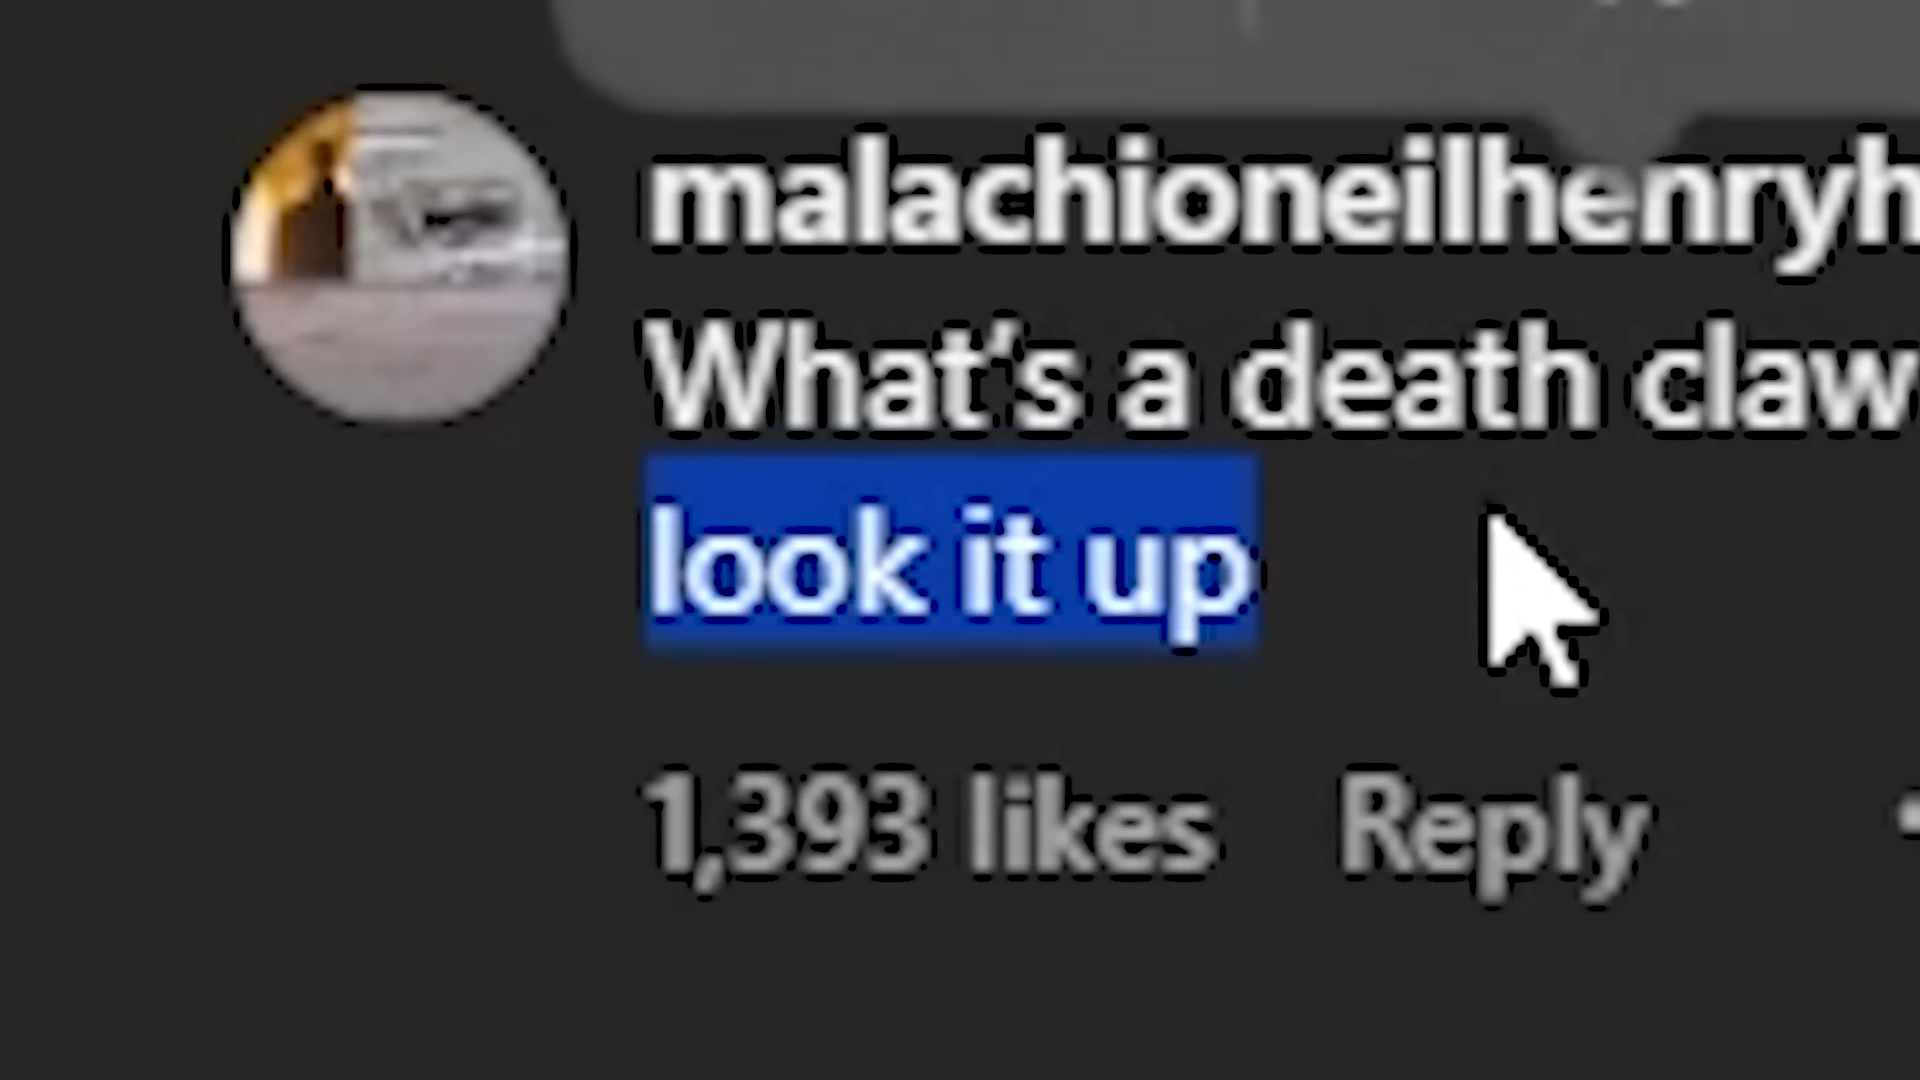 malachioneilhenryh
What's a death claw
look it up
1,393 likes Reply